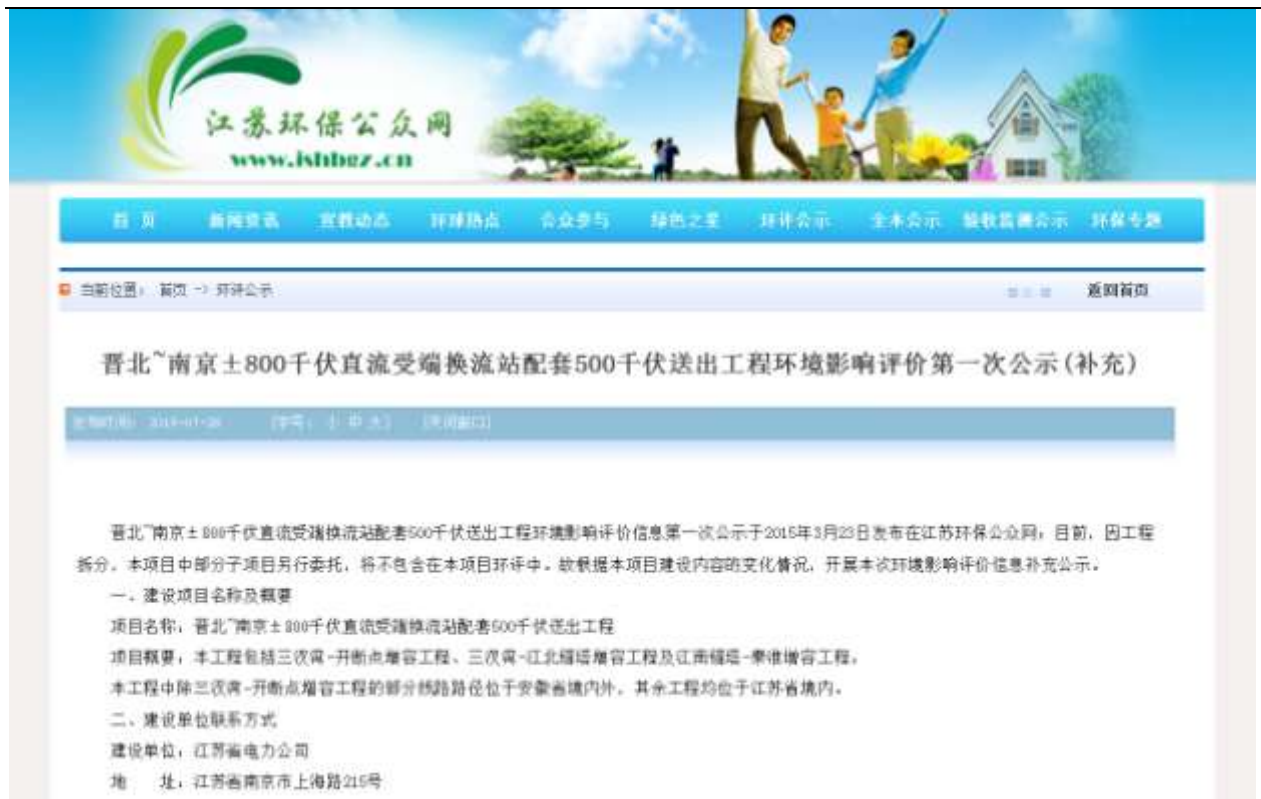 江苏环保公众网
www.jshbgz.cn
首 页 新闻资讯 宣教动态 环球热点 公众参与 绿色之星 环评公示 全本公示 验收监测公示 环保专题
当前位置: 首页 -> 环评公示
返回首页
晋北~南京±800千伏直流受端换流站配套500千伏送出工程环境影响评价第一次公示(补充)
[字号: 小 中 大] [关闭窗口]
晋北~南京±800千伏直流受端换流站配套500千伏送出工程环境影响评价信息第一次公示于2015年3月23日发布在江苏环保公众网。目前,因工程
拆分,本项目中部分子项目另行委托,将不包含在本项目环评中。故根据本项目建设内容的变化情况,开展本次环境影响评价信息补充公示。
一、建设项目名称及概要
项目名称:晋北~南京±800千伏直流受端换流站配套500千伏送出工程
项目概要:本工程包括三汊湾-开断点增容工程、三汊湾-江北缆塔增容工程及江南缆塔-秦淮增容工程。
本工程中除三汊湾-开断点增容工程的部分线路路径位于安徽省境内外,其余工程均位于江苏省境内。
二、建设单位联系方式
建设单位:江苏省电力公司
地 址:江苏省南京市上海路215号